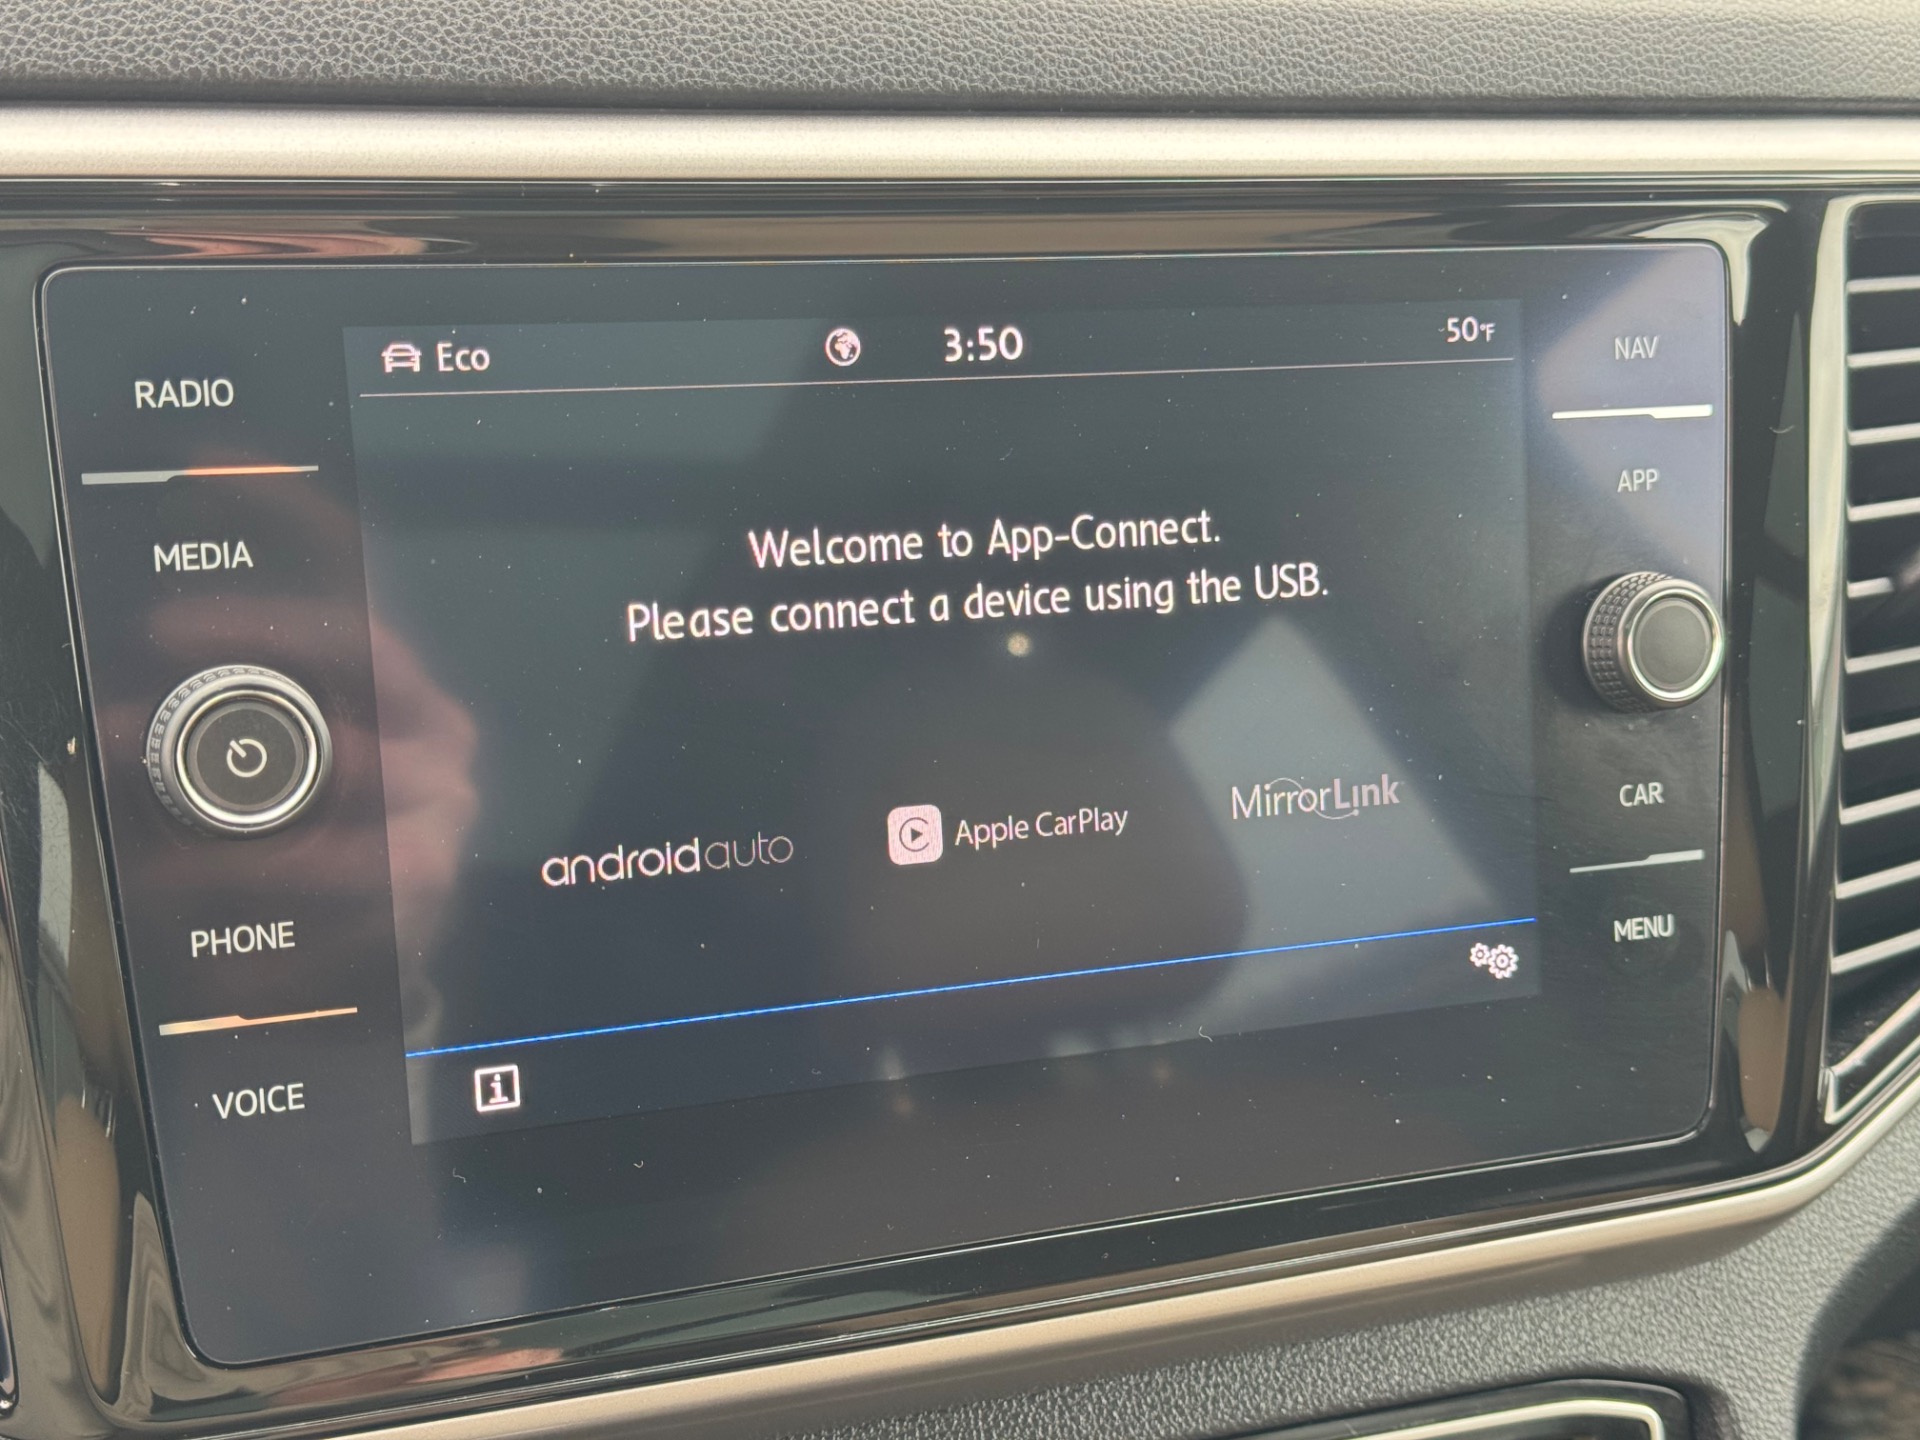 Eco
3:50
50°F
RADIO
MEDIA
PHONE
VOICE
Welcome to App-Connect.
Please connect a device using the USB.
androidauto
Apple CarPlay
MirrorLink
i
NAV
APP
CAR
MENU